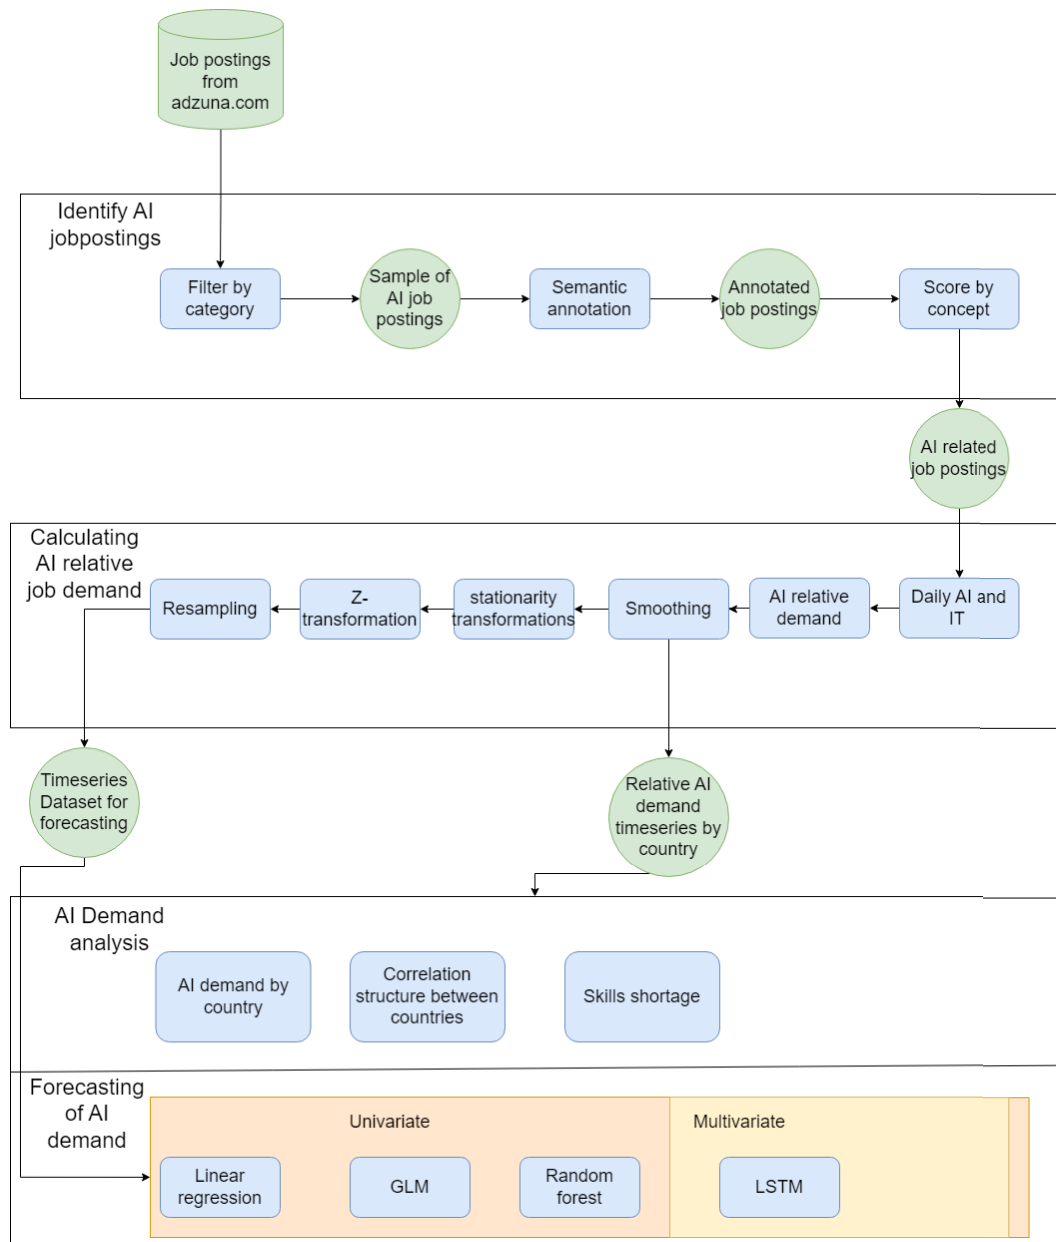 Job postings
from
adzuna.com
Identify AI
jobpostings
Filter by
category
Sample of
AI job
postings
Semantic
annotation
Annotated
job postings
Score by
concept
AI related
job postings
Calculating
AI relative
job demand
Resampling
Z-
transformation
stationarity
transformations
Smoothing
AI relative
demand
Daily AI and
IT
Timeseries
Dataset for
forecasting
Relative AI
demand
timeseries by
country
AI Demand
analysis
AI demand by
country
Correlation
structure between
countries
Skills shortage
Forecasting
of AI
demand
Univariate
Multivariate
Linear
regression
GLM
Random
forest
LSTM